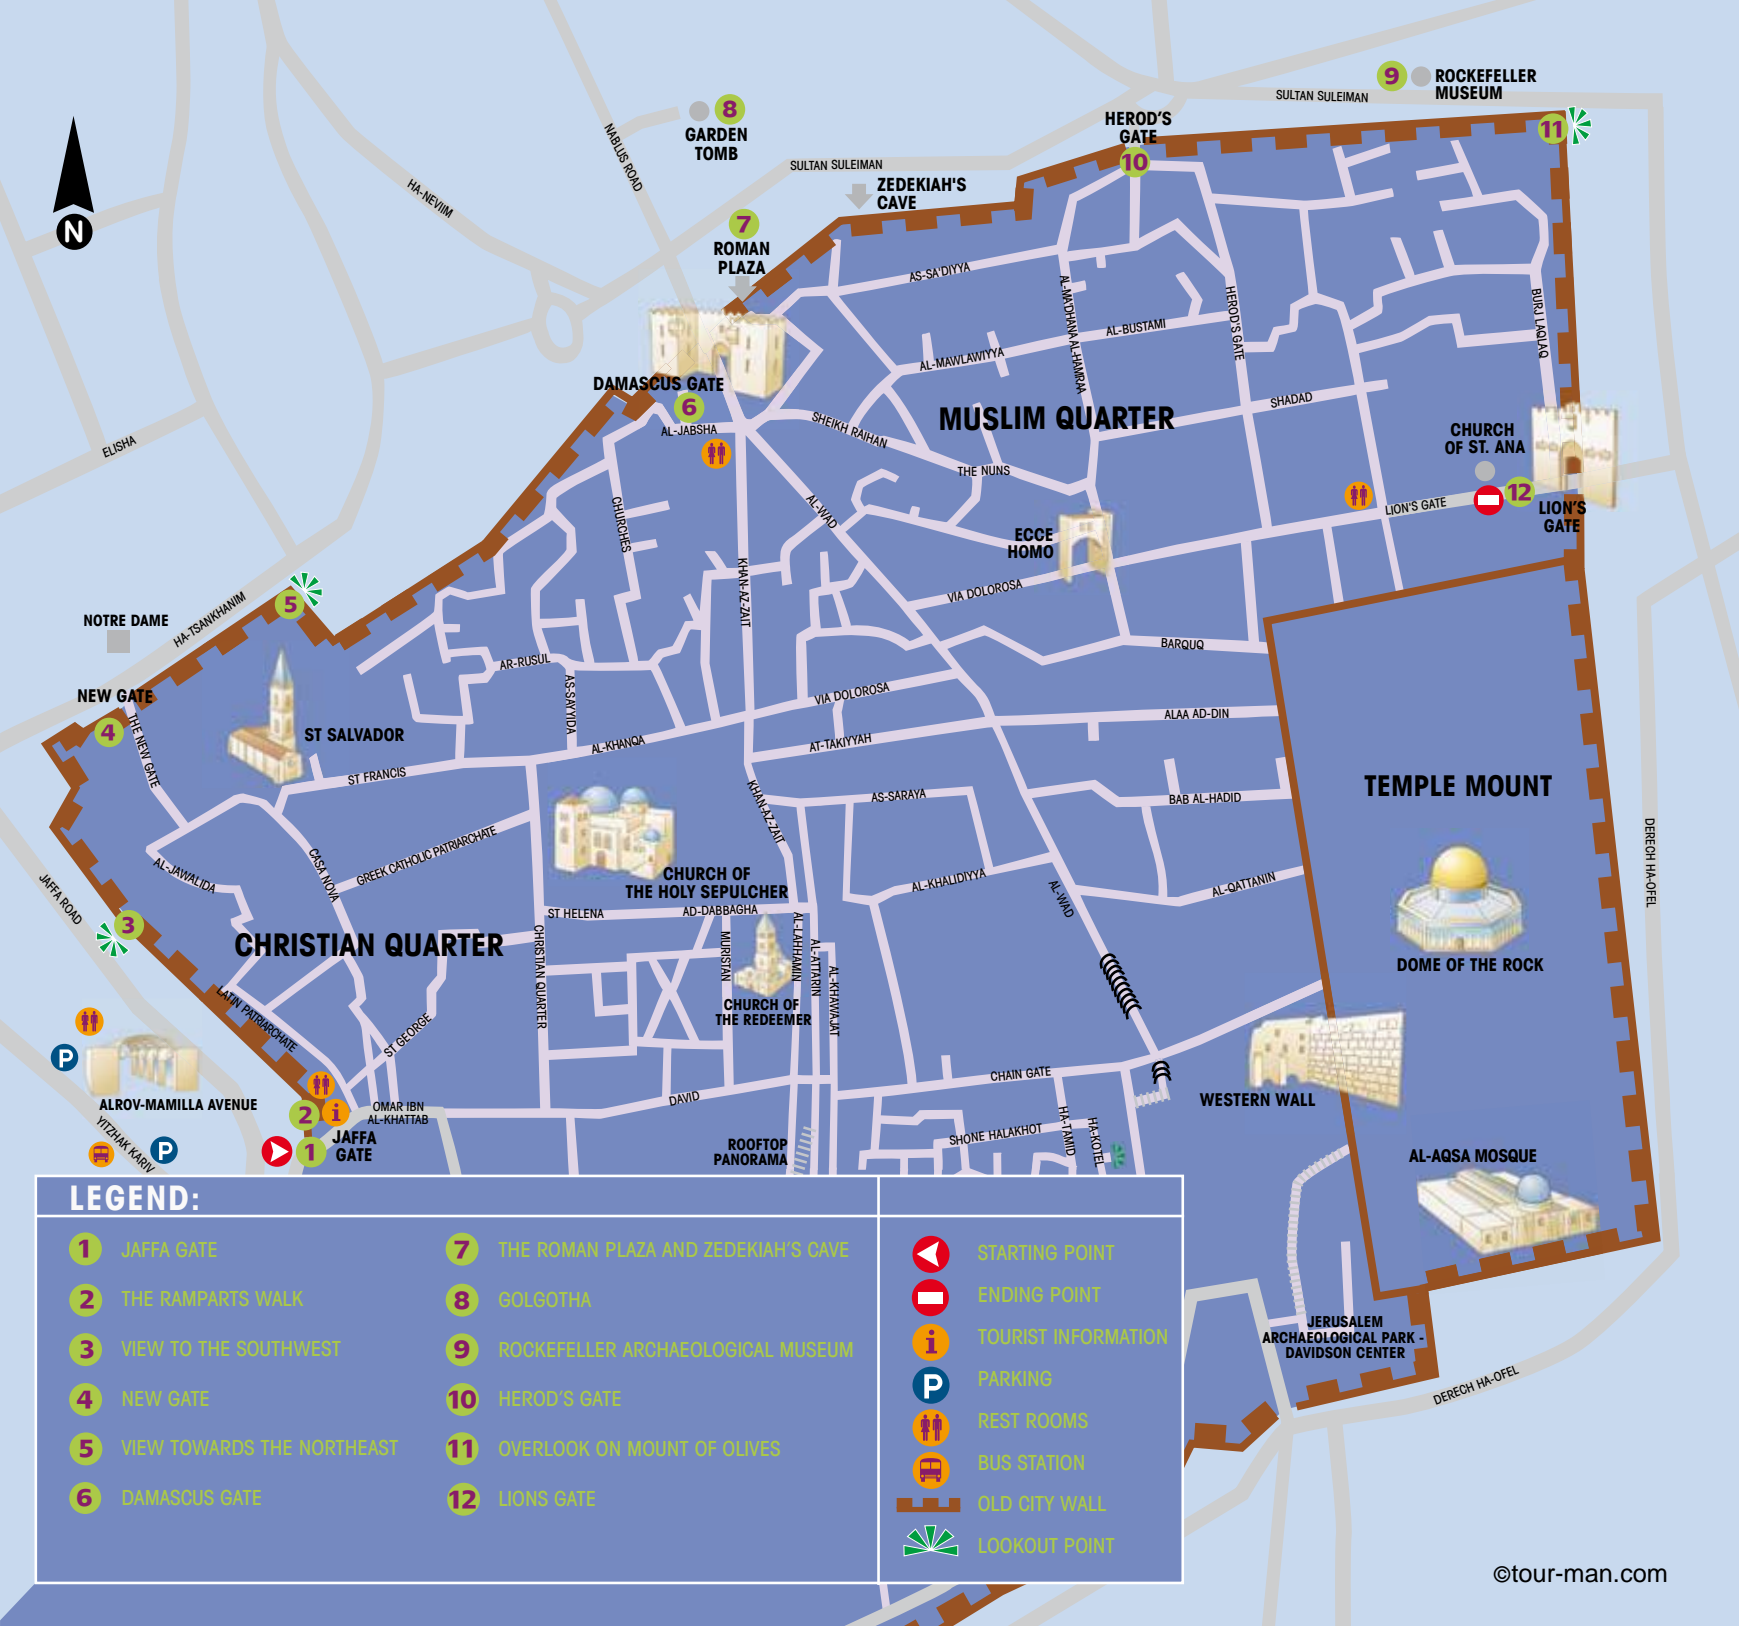 9
ROCKEFELLER
MUSEUM
SULTAN SULEIMAN
8
GARDEN
TOMB
HEROD'S
GATE
10
11
NABLUS ROAD
SULTAN SULEIMAN
HA-NEVIIM
ZEDEKIAH'S
CAVE
N
7
ROMAN
PLAZA
AS-SA'DIYYA
AL-MADHANA AL-HAMRAA
HEROD'S GATE
BURJ LAQLAQ
AL-BUSTAMI
AL-MAWLAWIYYA
DAMASCUS GATE
6
AL-JABSHA
SHEIKH RAIHAN
MUSLIM QUARTER
SHADAD
CHURCH
OF ST. ANA
ELISHA
THE NUNS
12
LION'S GATE
LION'S
GATE
CHURCHES
AL-WAD
ECCE
HOMO
KHAN-AZ-ZAIT
VIA DOLOROSA
5
HA-TSANKHANIM
NOTRE DAME
BARQUQ
AR-RUSUL
AS-SAYYIDA
VIA DOLOROSA
NEW GATE
4
THE NEW GATE
ST SALVADOR
ALAA AD-DIN
AL-KHANQA
AT-TAKIYYAH
ST FRANCIS
TEMPLE MOUNT
KHAN-AZ-ZAIT
AS-SARAYA
BAB AL-HADID
GREEK CATHOLIC PATRIARCHATE
CASA NOVA
AL-JAWALIDA
CHURCH OF
THE HOLY SEPULCHER
AL-KHALIDIYYA
AL-QATTANIN
AL-WAD
DERECH HA-OFEL
JAFFA ROAD
ST HELENA
AD-DABBAGHA
3
CHRISTIAN QUARTER
CHRISTIAN QUARTER
MURISTAN
AL-LAHHAMIN
AL-ATTARIN
AL-KHAWAJAT
DOME OF THE ROCK
CHURCH OF
THE REDEEMER
LATIN PATRIARCHATE
ST GEORGE
P
CHAIN GATE
DAVID
WESTERN WALL
ALROV-MAMILLA AVENUE
2
i
OMAR IBN
AL-KHATTAB
YITZHAK KARIV
P
1
JAFFA
GATE
ROOFTOP
PANORAMA
SHONE HALAKHOT
HA-TAMID
HA-KOTEL
AL-AQSA MOSQUE
JERUSALEM
ARCHAEOLOGICAL PARK -
DAVIDSON CENTER
DERECH HA-OFEL
LEGEND:
1 JAFFA GATE
2 THE RAMPARTS WALK
3 VIEW TO THE SOUTHWEST
4 NEW GATE
5 VIEW TOWARDS THE NORTHEAST
6 DAMASCUS GATE
7 THE ROMAN PLAZA AND ZEDEKIAH'S CAVE
8 GOLGOTHA
9 ROCKEFELLER ARCHAEOLOGICAL MUSEUM
10 HEROD'S GATE
11 OVERLOOK ON MOUNT OF OLIVES
12 LIONS GATE
STARTING POINT
ENDING POINT
i TOURIST INFORMATION
P PARKING
REST ROOMS
BUS STATION
OLD CITY WALL
LOOKOUT POINT
©tour-man.com